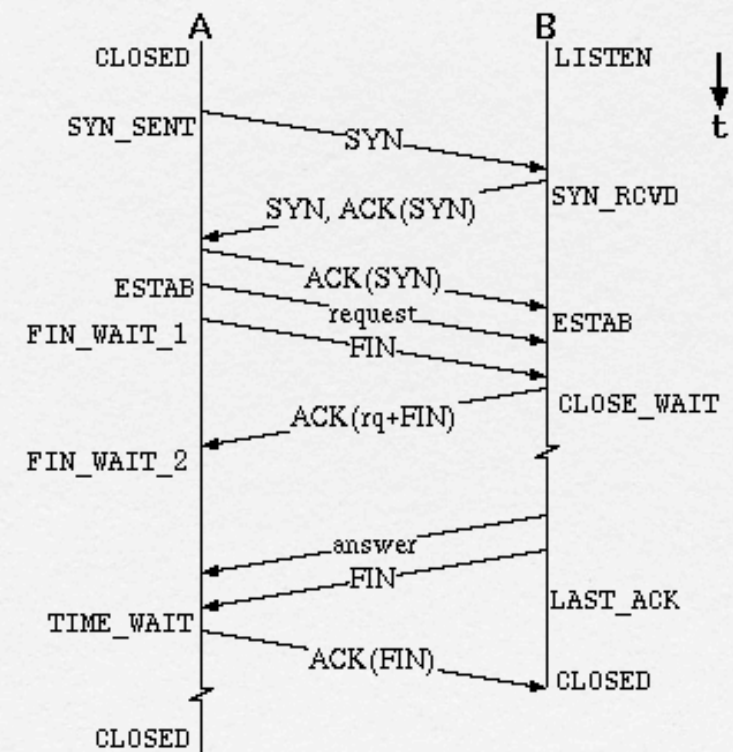 A
B
CLOSED
LISTEN
t
SYN_SENT
SYN
SYN_RCVD
SYN, ACK(SYN)
ACK(SYN)
ESTAB
request
ESTAB
FIN_WAIT_1
FIN
CLOSE_WAIT
ACK(rq+FIN)
FIN_WAIT_2
answer
FIN
LAST_ACK
TIME_WAIT
ACK(FIN)
CLOSED
CLOSED